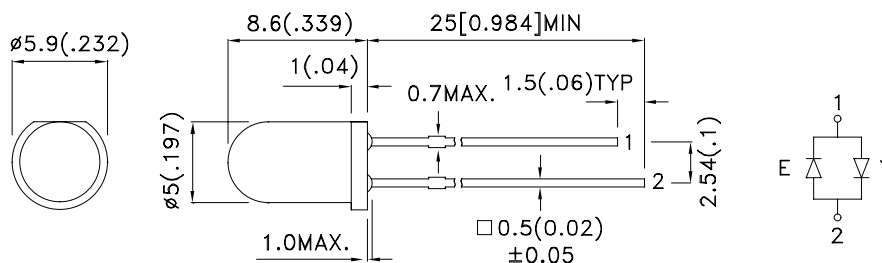 8.6(.339)
25[0.984]MIN
ø5.9(.232)
1(.04)
0.7MAX.
1.5(.06)TYP
1
ø5(.197)
2
2.54(.1)
1.0MAX.
□0.5(0.02)
±0.05
1
E
2